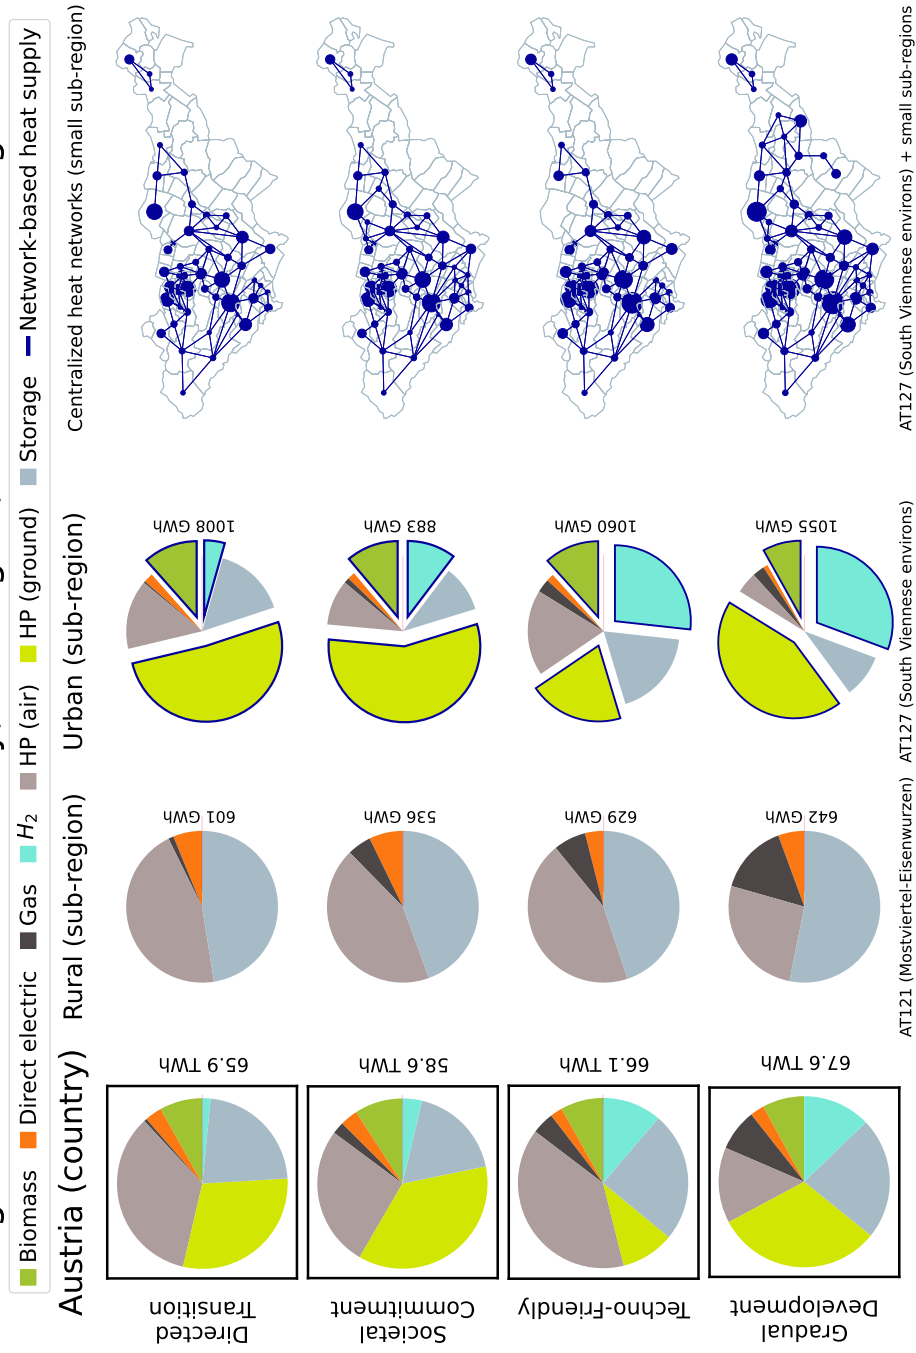 Biomass
Direct electric
Gas
H₂
HP (air)
HP (ground)
Storage
Network-based heat supply
Austria (country)
Rural (sub-region)
Urban (sub-region)
Centralized heat networks (small sub-region)
Directed
Transition
65.9 TWh
601 GWh
1008 GWh
Societal
Commitment
58.6 TWh
536 GWh
883 GWh
Techno-Friendly
66.1 TWh
629 GWh
1060 GWh
Gradual
Development
67.6 TWh
642 GWh
1055 GWh
AT121 (Mostviertel-Eisenwurzen)
AT127 (South Viennese environs)
AT127 (South Viennese environs) + small sub-regions